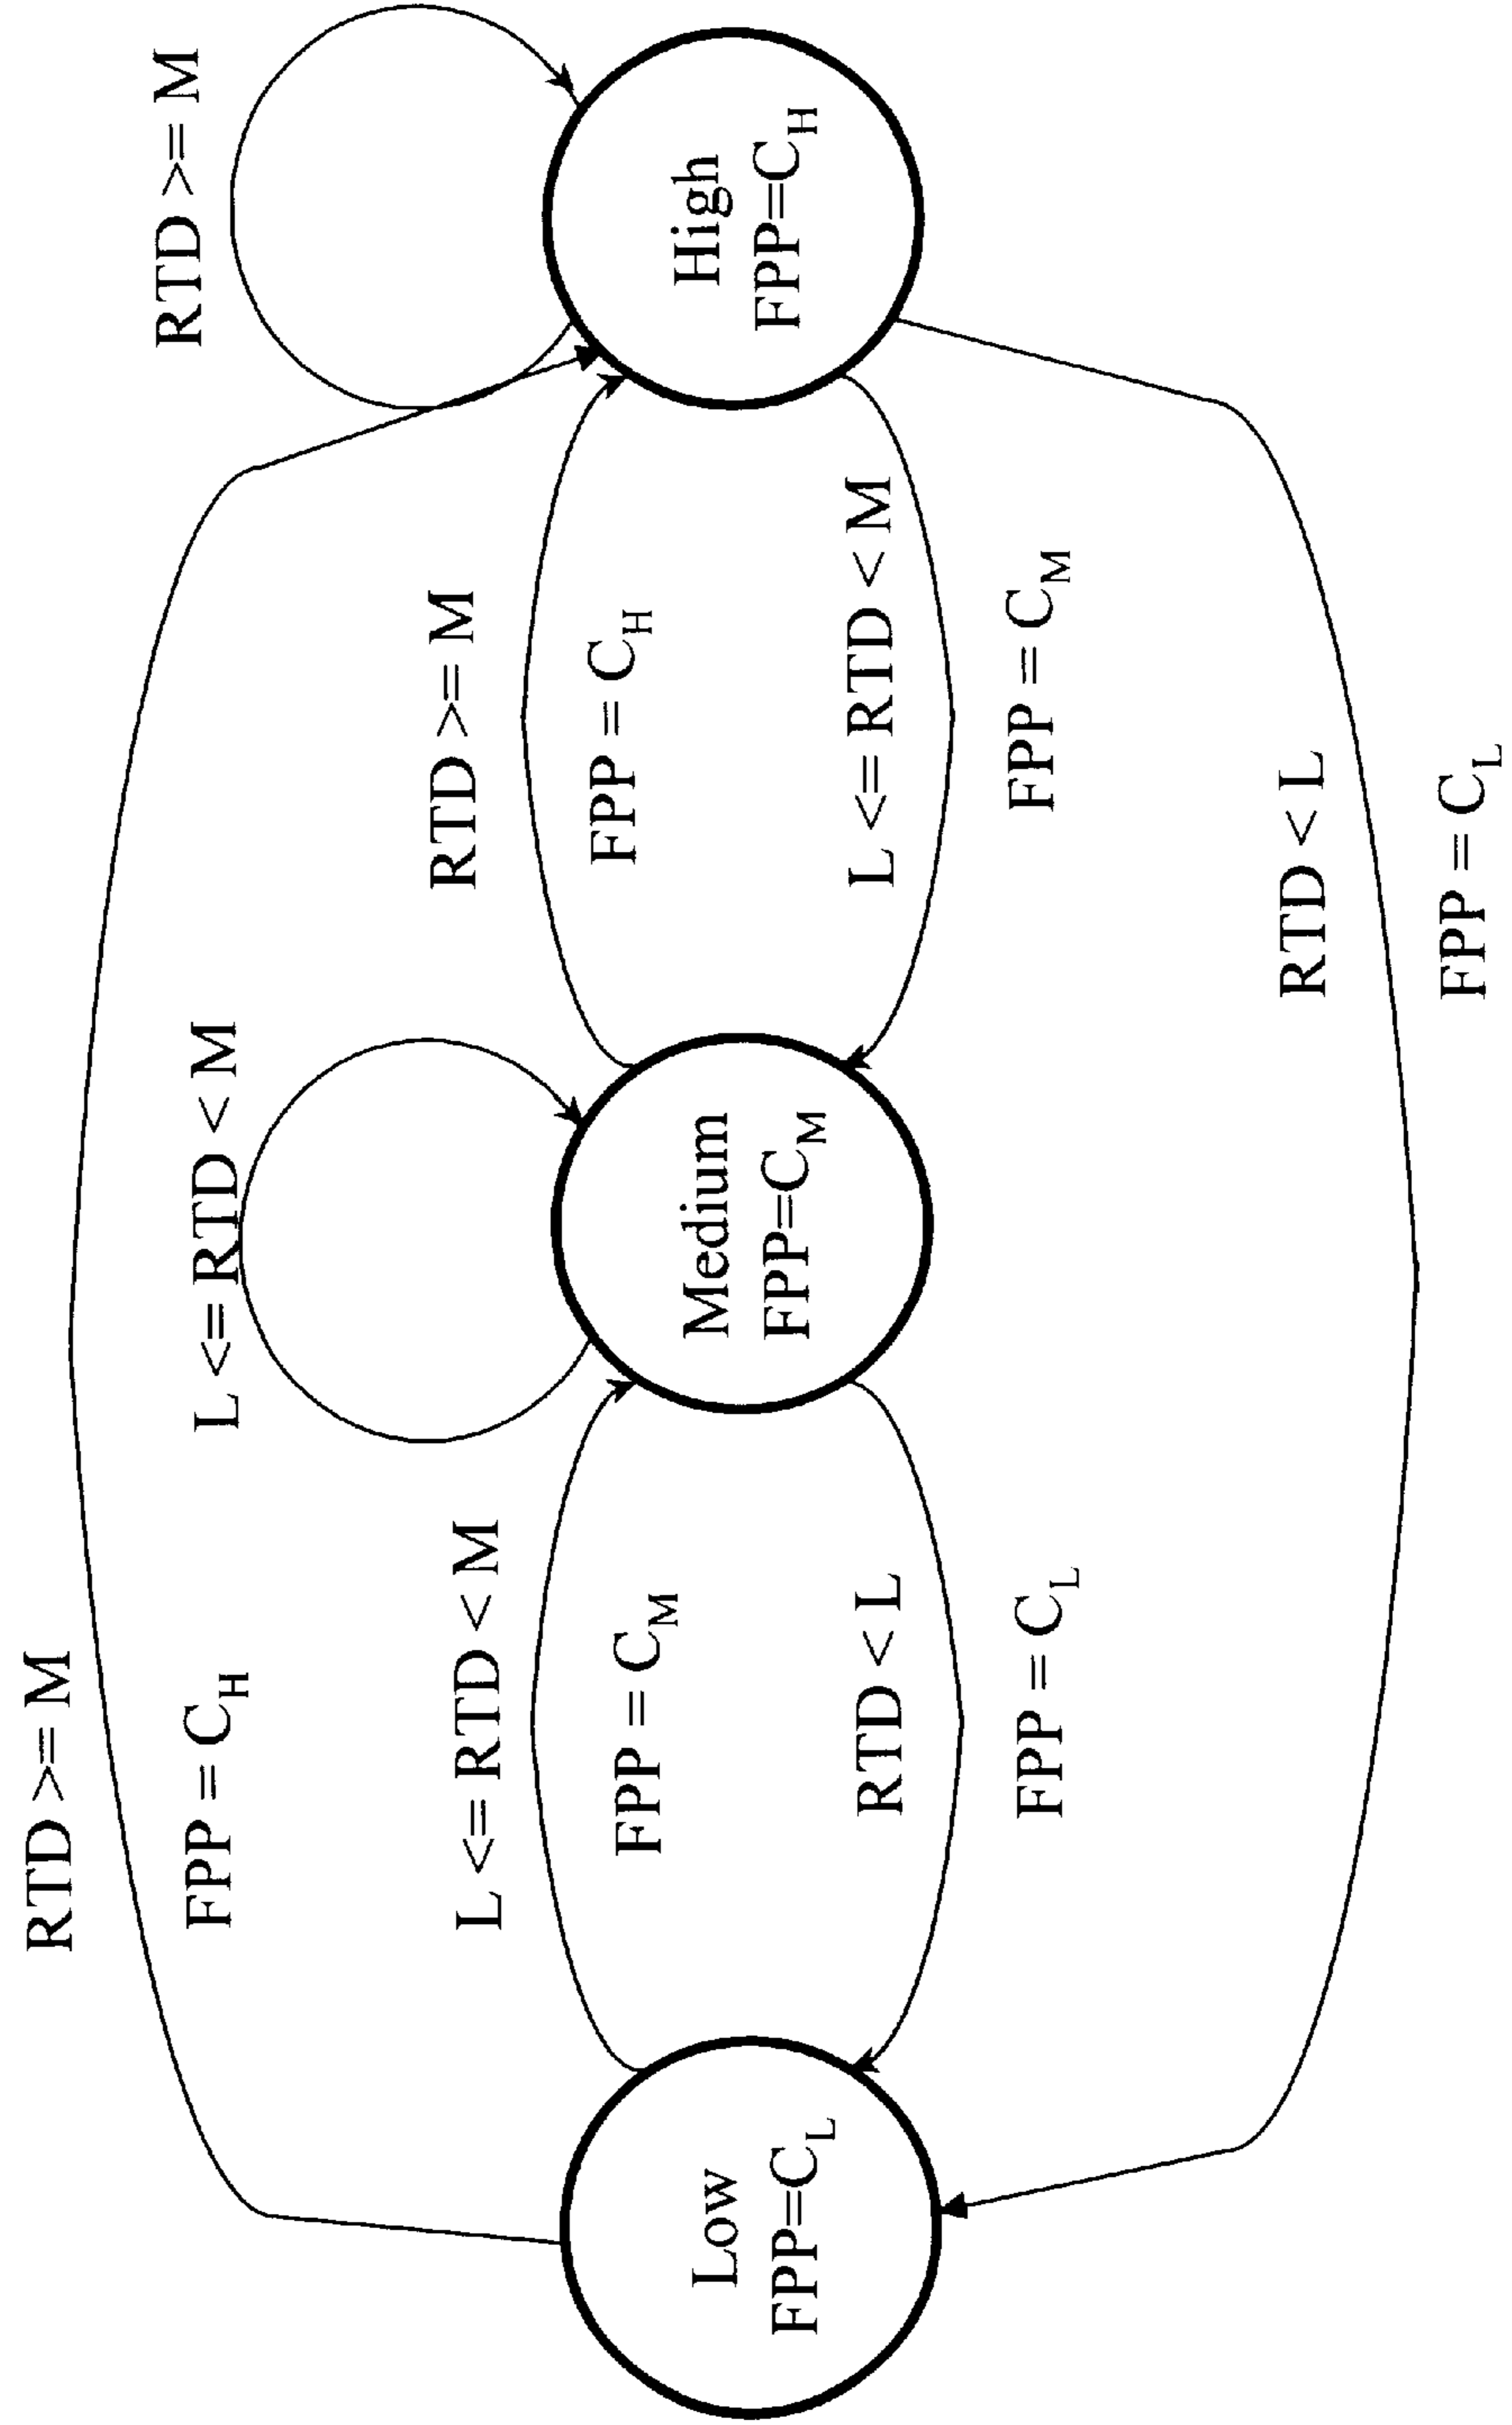 RTD >= M
FPP = C_H
L <= RTD < M
RTD >= M
L <= RTD < M
FPP = C_M
RTD >= M
FPP = C_H
Low
FPP=C_L
Medium
FPP=C_M
High
FPP=C_H
RTD < L
FPP = C_L
L <= RTD < M
FPP = C_M
RTD < L
FPP = C_L